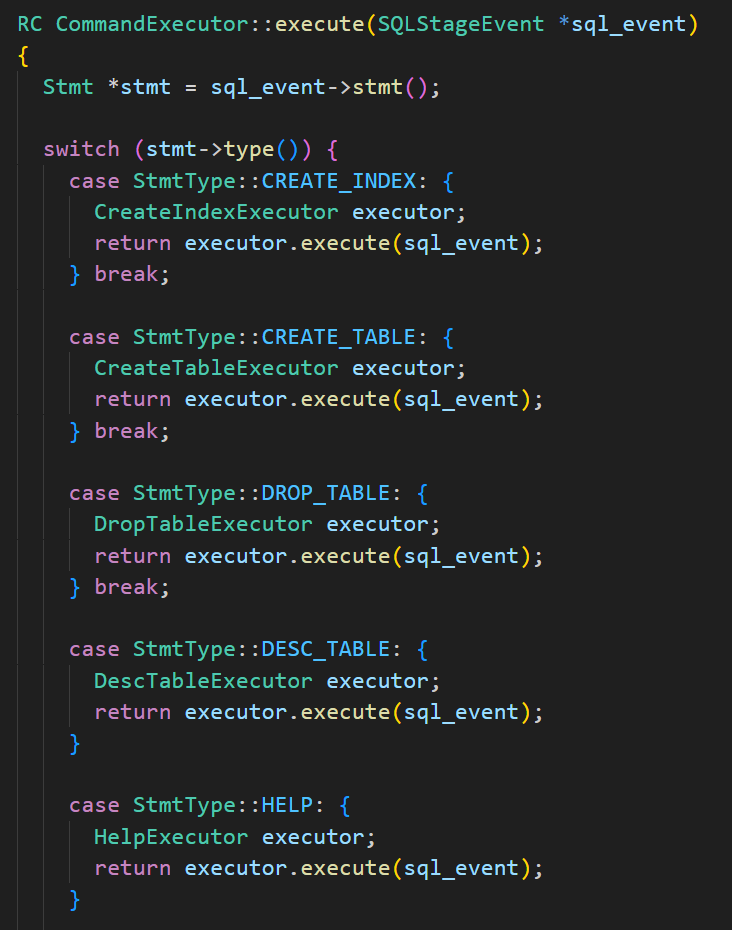 RC CommandExecutor::execute(SQLStageEvent *sql_event)
{
  Stmt *stmt = sql_event->stmt();

  switch (stmt->type()) {
    case StmtType::CREATE_INDEX: {
      CreateIndexExecutor executor;
      return executor.execute(sql_event);
    } break;

    case StmtType::CREATE_TABLE: {
      CreateTableExecutor executor;
      return executor.execute(sql_event);
    } break;

    case StmtType::DROP_TABLE: {
      DropTableExecutor executor;
      return executor.execute(sql_event);
    } break;

    case StmtType::DESC_TABLE: {
      DescTableExecutor executor;
      return executor.execute(sql_event);
    }

    case StmtType::HELP: {
      HelpExecutor executor;
      return executor.execute(sql_event);
    }